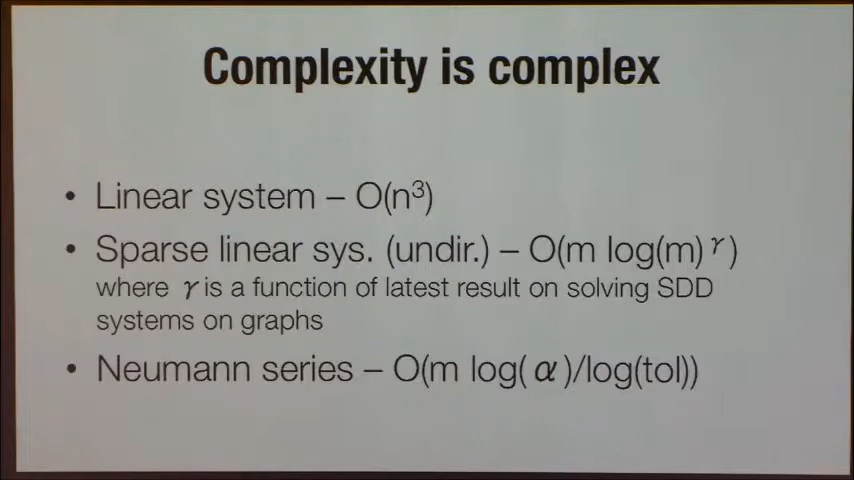 Complexity is complex
• Linear system – O(n³)
• Sparse linear sys. (undir.) – O(m log(m)^γ)
where γ is a function of latest result on solving SDD
systems on graphs
• Neumann series – O(m log(α)/log(tol))